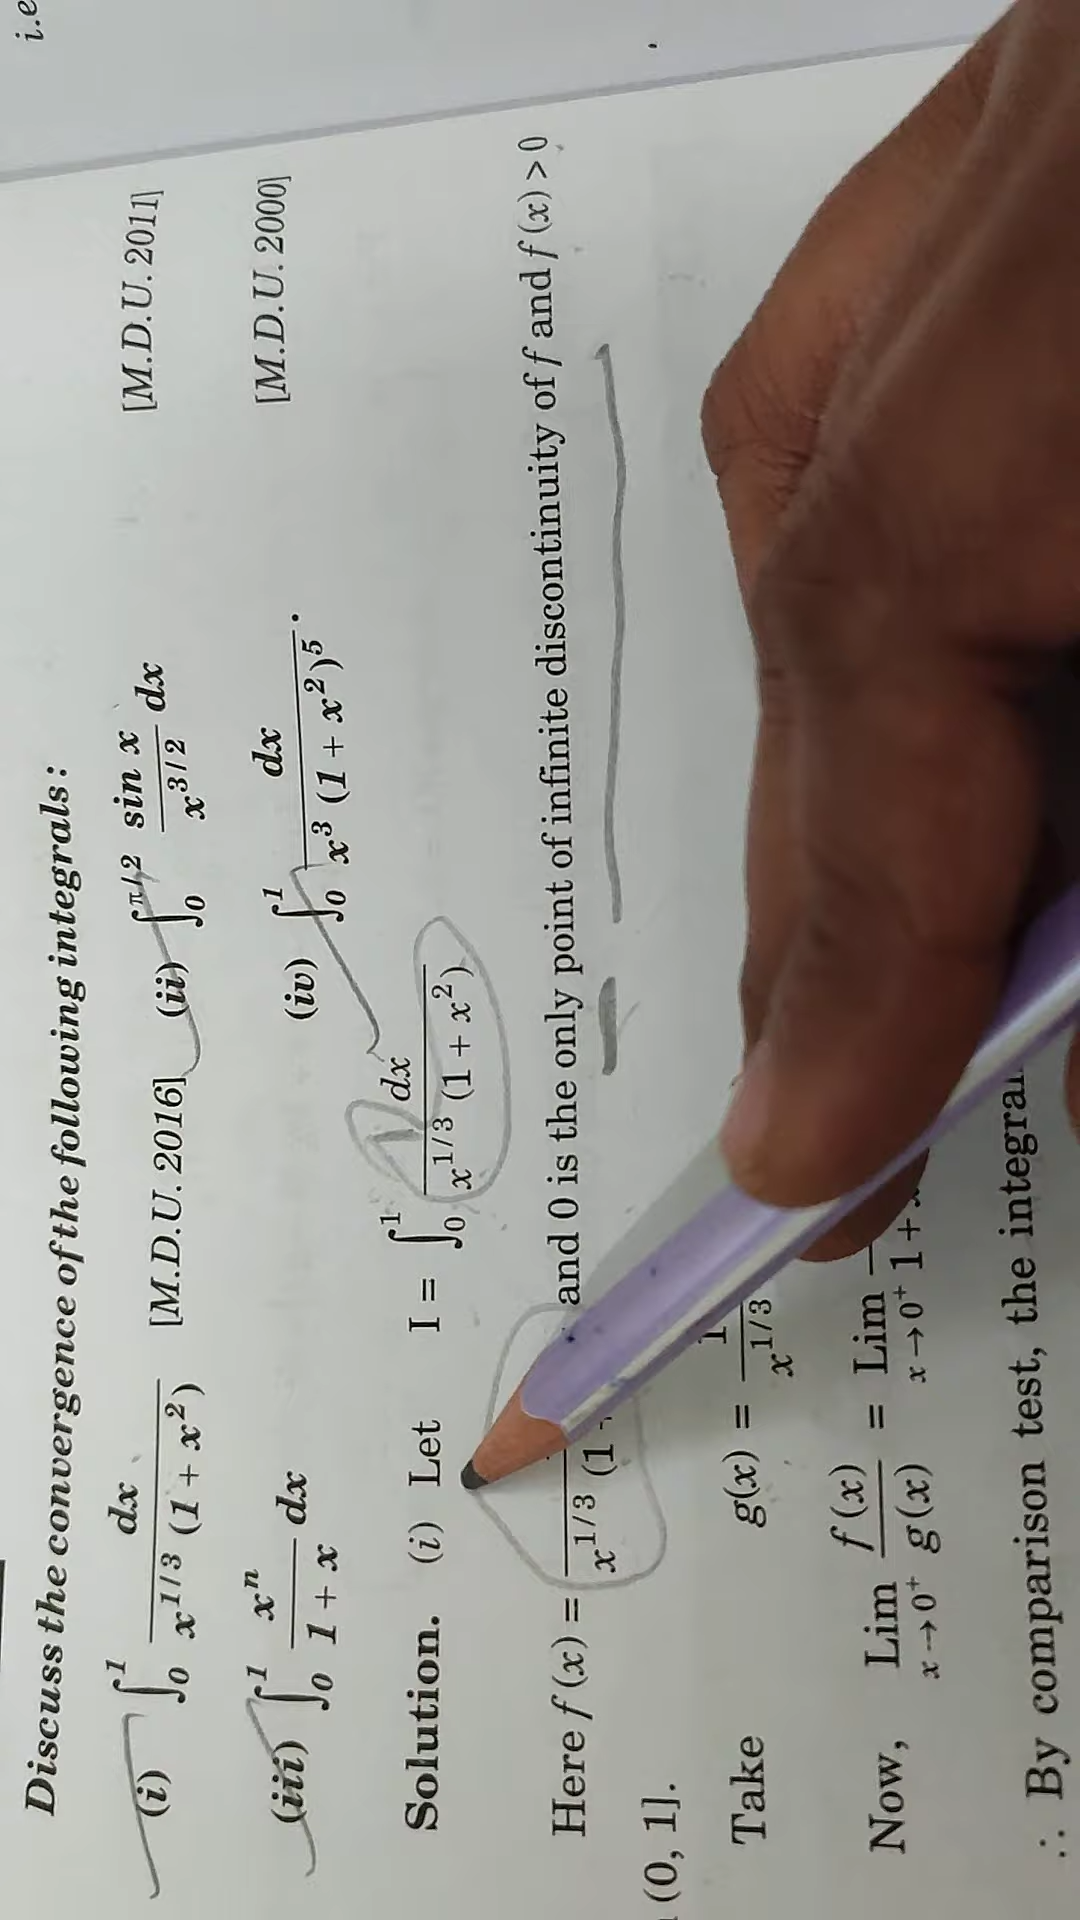 i.e
Discuss the convergence of the following integrals :
(i) ∫₀¹ dx / x^{1/3} (1 + x²) [M.D.U. 2016] (ii) ∫₀^{π/2} sin x / x^{3/2} dx [M.D.U. 2011]
(iii) ∫₀¹ xⁿ / 1 + x dx (iv) ∫₀¹ dx / x³ (1 + x²)⁵ . [M.D.U. 2000]
Solution. (i) Let I = ∫₀¹ dx / x^{1/3} (1 + x²)
Here f (x) = x^{1/3} (1 and 0 is the only point of infinite discontinuity of f and f (x) > 0
(0, 1].
Take g(x) = 1 / x^{1/3}
Now, Lim x → 0⁺ f (x) / g (x) = Lim x → 0⁺ 1 +
∴ By comparison test, the integral